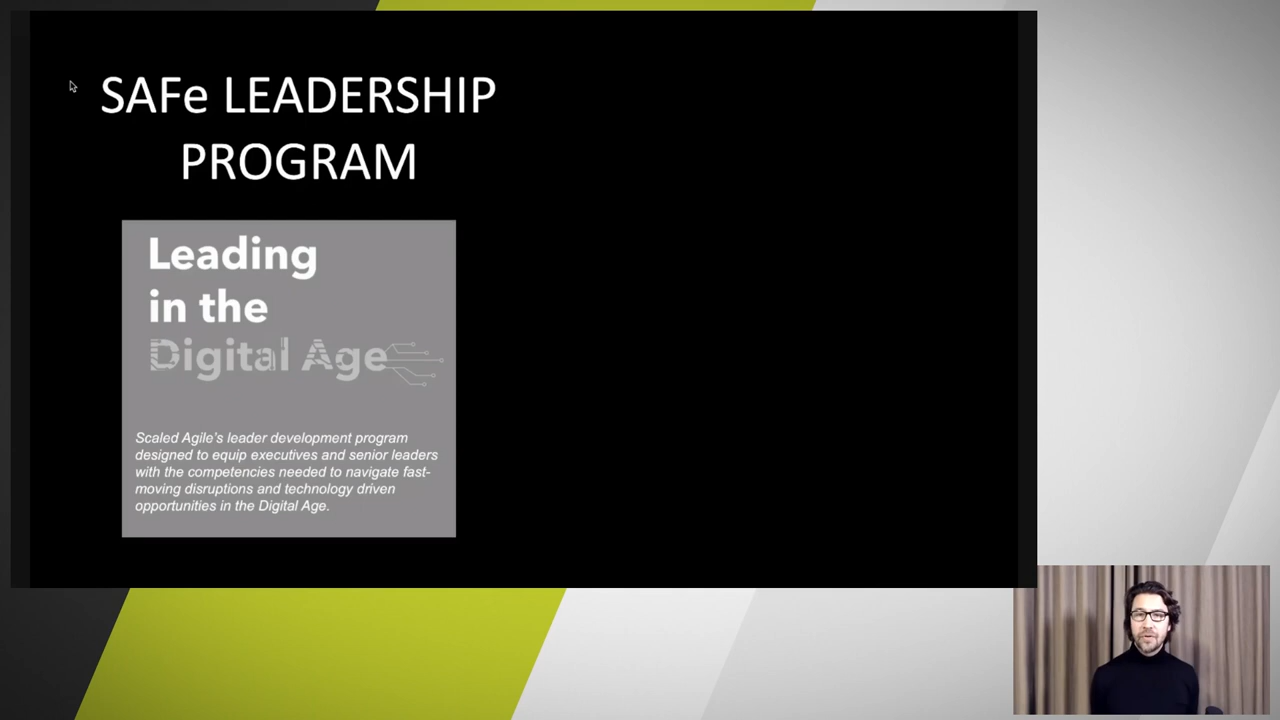 SAFe LEADERSHIP
PROGRAM
Leading
in the
Digital Age
Scaled Agile's leader development program
designed to equip executives and senior leaders
with the competencies needed to navigate fast-
moving disruptions and technology driven
opportunities in the Digital Age.